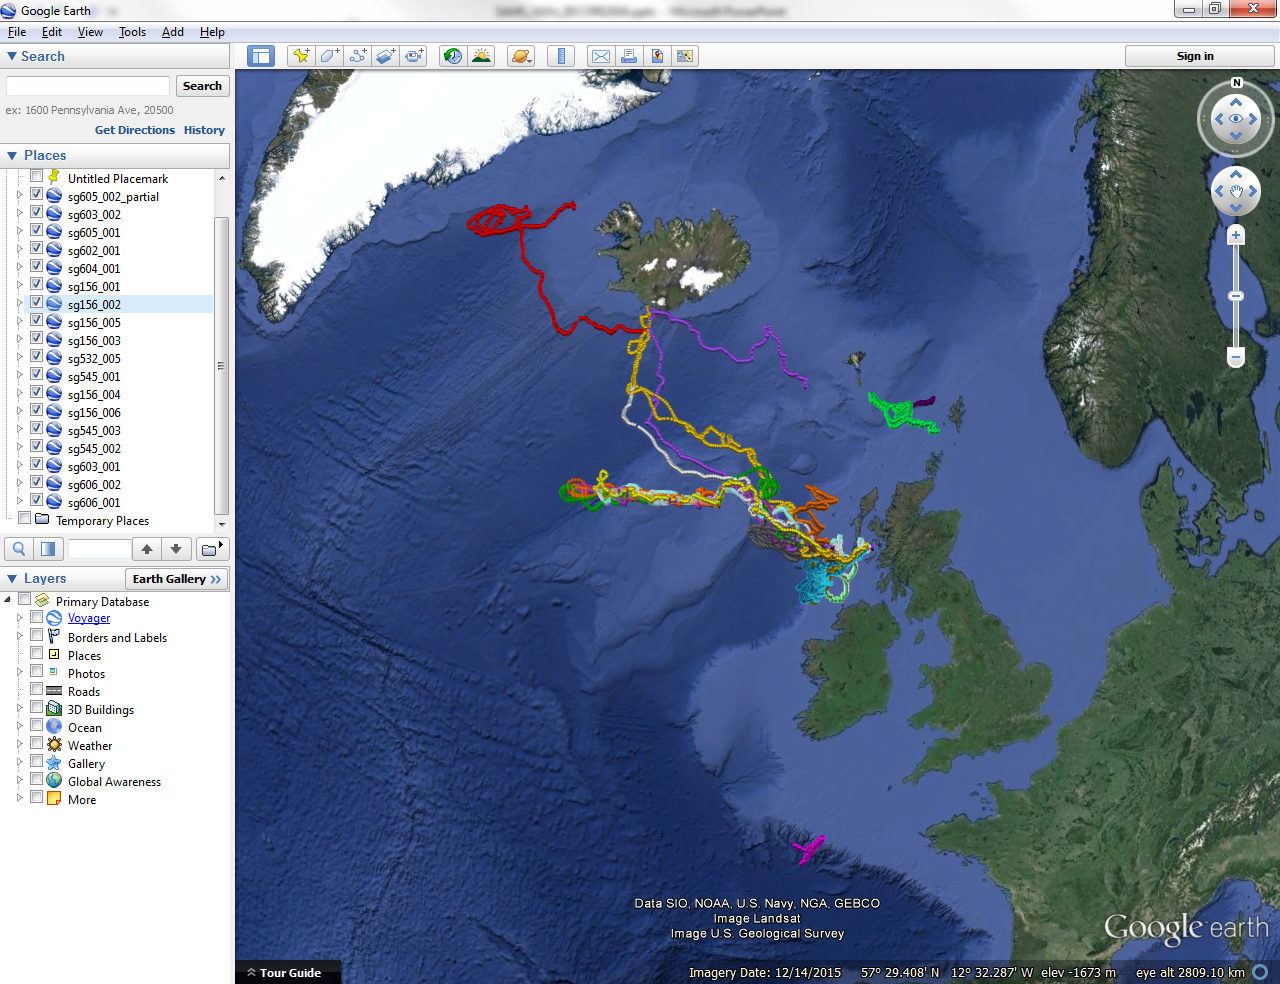 Google Earth
File Edit View Tools Add Help
Search
Search
ex: 1600 Pennsylvania Ave, 20500
Get Directions History
Places
Untitled Placemark
sg605_002_partial
sg603_002
sg605_001
sg602_001
sg604_001
sg156_001
sg156_002
sg156_005
sg156_003
sg532_005
sg545_001
sg156_004
sg156_006
sg545_003
sg545_002
sg603_001
sg606_002
sg606_001
Temporary Places
Layers
Earth Gallery »
Primary Database
Voyager
Borders and Labels
Places
Photos
Roads
3D Buildings
Ocean
Weather
Gallery
Global Awareness
More
Sign in
N
Data SIO, NOAA, U.S. Navy, NGA, GEBCO
Image Landsat
Image U.S. Geological Survey
Google earth
Tour Guide
Imagery Date: 12/14/2015 57° 29.408' N 12° 32.287' W elev -1673 m eye alt 2809.10 km